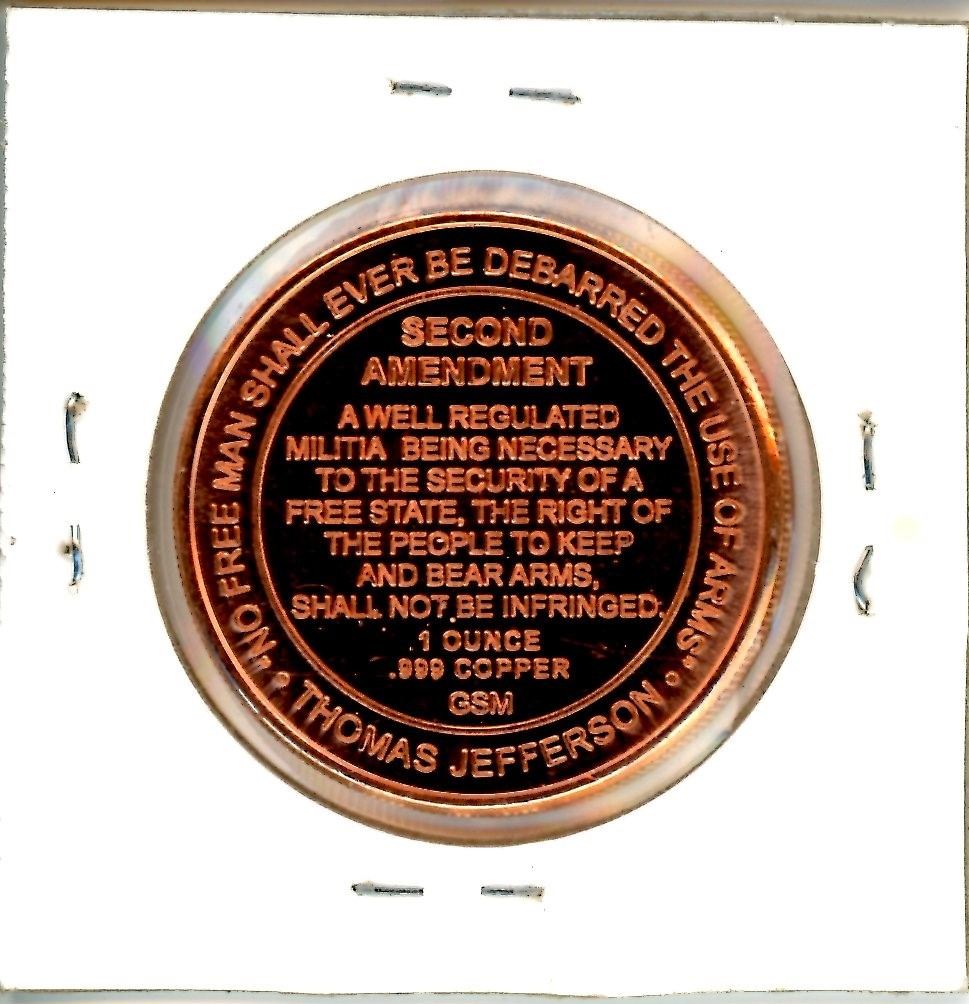 "NO FREE MAN SHALL EVER BE DEBARRED THE USE OF ARMS"
• THOMAS JEFFERSON •
SECOND
AMENDMENT
A WELL REGULATED
MILITIA BEING NECESSARY
TO THE SECURITY OF A
FREE STATE, THE RIGHT OF
THE PEOPLE TO KEEP
AND BEAR ARMS,
SHALL NOT BE INFRINGED.
1 OUNCE
.999 COPPER
GSM